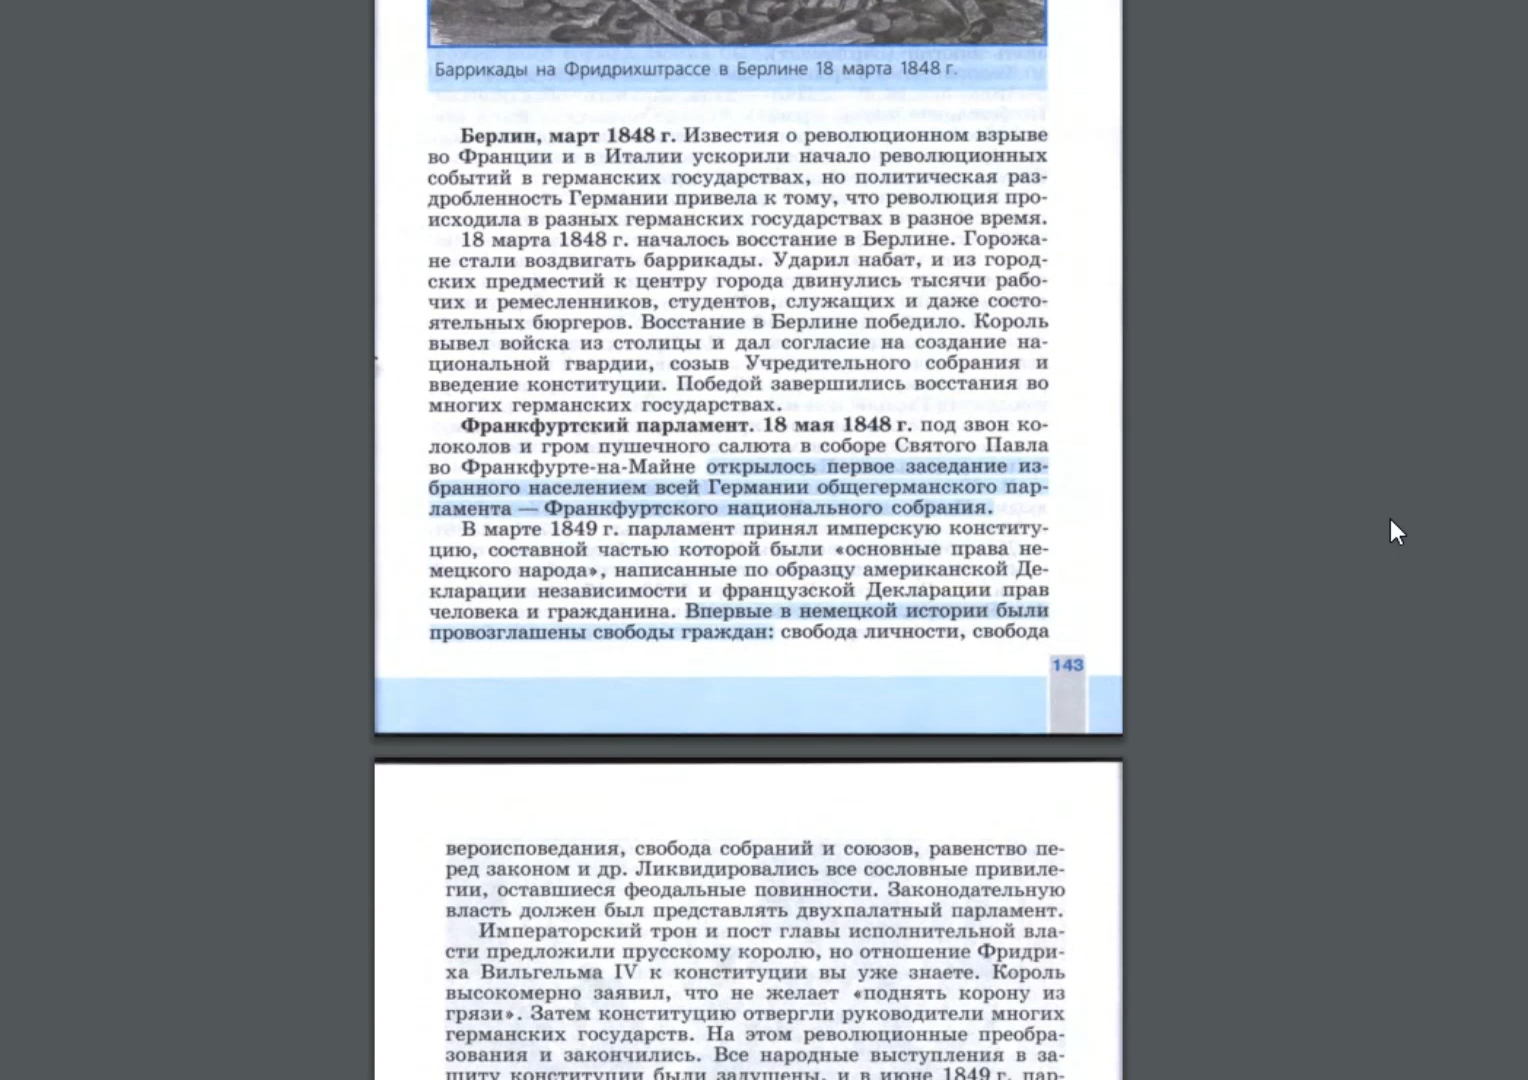 Баррикады на Фридрихштрассе в Берлине 18 марта 1848 г.
Берлин, март 1848 г. Известия о революционном взрыве
во Франции и в Италии ускорили начало революционных
событий в германских государствах, но политическая раз-
дробленность Германии привела к тому, что революция про-
исходила в разных германских государствах в разное время.
18 марта 1848 г. началось восстание в Берлине. Горожа-
не стали воздвигать баррикады. Ударил набат, и из город-
ских предместий к центру города двинулись тысячи рабо-
чих и ремесленников, студентов, служащих и даже состо-
ятельных бюргеров. Восстание в Берлине победило. Король
вывел войска из столицы и дал согласие на создание на-
циональной гвардии, созыв Учредительного собрания и
введение конституции. Победой завершились восстания во
многих германских государствах.
Франкфуртский парламент. 18 мая 1848 г. под звон ко-
локолов и гром пушечного салюта в соборе Святого Павла
во Франкфурте-на-Майне открылось первое заседание из-
бранного населением всей Германии общегерманского пар-
ламента — Франкфуртского национального собрания.
В марте 1849 г. парламент принял имперскую конститу-
цию, составной частью которой были «основные права не-
мецкого народа», написанные по образцу американской Де-
кларации независимости и французской Декларации прав
человека и гражданина. Впервые в немецкой истории были
провозглашены свободы граждан: свобода личности, свобода
143
вероисповедания, свобода собраний и союзов, равенство пе-
ред законом и др. Ликвидировались все сословные привиле-
гии, оставшиеся феодальные повинности. Законодательную
власть должен был представлять двухпалатный парламент.
Императорский трон и пост главы исполнительной вла-
сти предложили прусскому королю, но отношение Фридри-
ха Вильгельма IV к конституции вы уже знаете. Король
высокомерно заявил, что не желает «поднять корону из
грязи». Затем конституцию отвергли руководители многих
германских государств. На этом революционные преобра-
зования и закончились. Все народные выступления в за-
щиту конституции были задушены, и в июне 1849 г. пар-